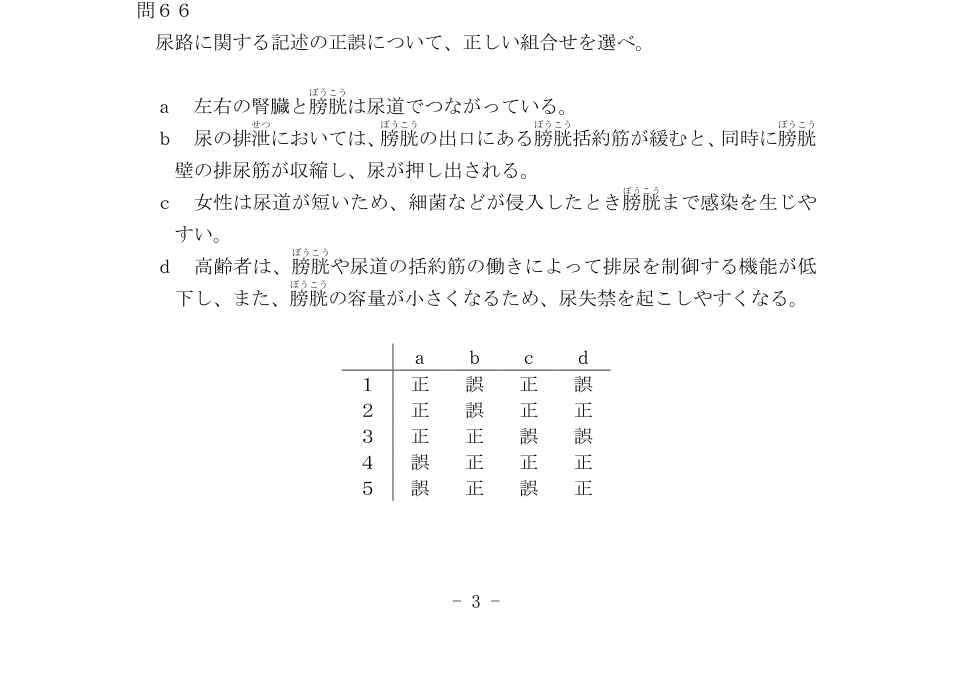 問６６
尿路に関する記述の正誤について、正しい組合せを選べ。
ぼうこう
ａ　左右の腎臓と膀胱は尿道でつながっている。
せつ ぼうこう ぼうこう ぼうこう
ｂ　尿の排泄においては、膀胱の出口にある膀胱括約筋が緩むと、同時に膀胱
壁の排尿筋が収縮し、尿が押し出される。
ぼうこう
ｃ　女性は尿道が短いため、細菌などが侵入したとき膀胱まで感染を生じや
すい。
ぼうこう
ｄ　高齢者は、膀胱や尿道の括約筋の働きによって排尿を制御する機能が低
ぼうこう
下し、また、膀胱の容量が小さくなるため、尿失禁を起こしやすくなる。
ａ ｂ ｃ ｄ
１ 正 誤 正 誤
２ 正 誤 正 正
３ 正 正 誤 誤
４ 誤 正 正 正
５ 誤 正 誤 正
- 3 -